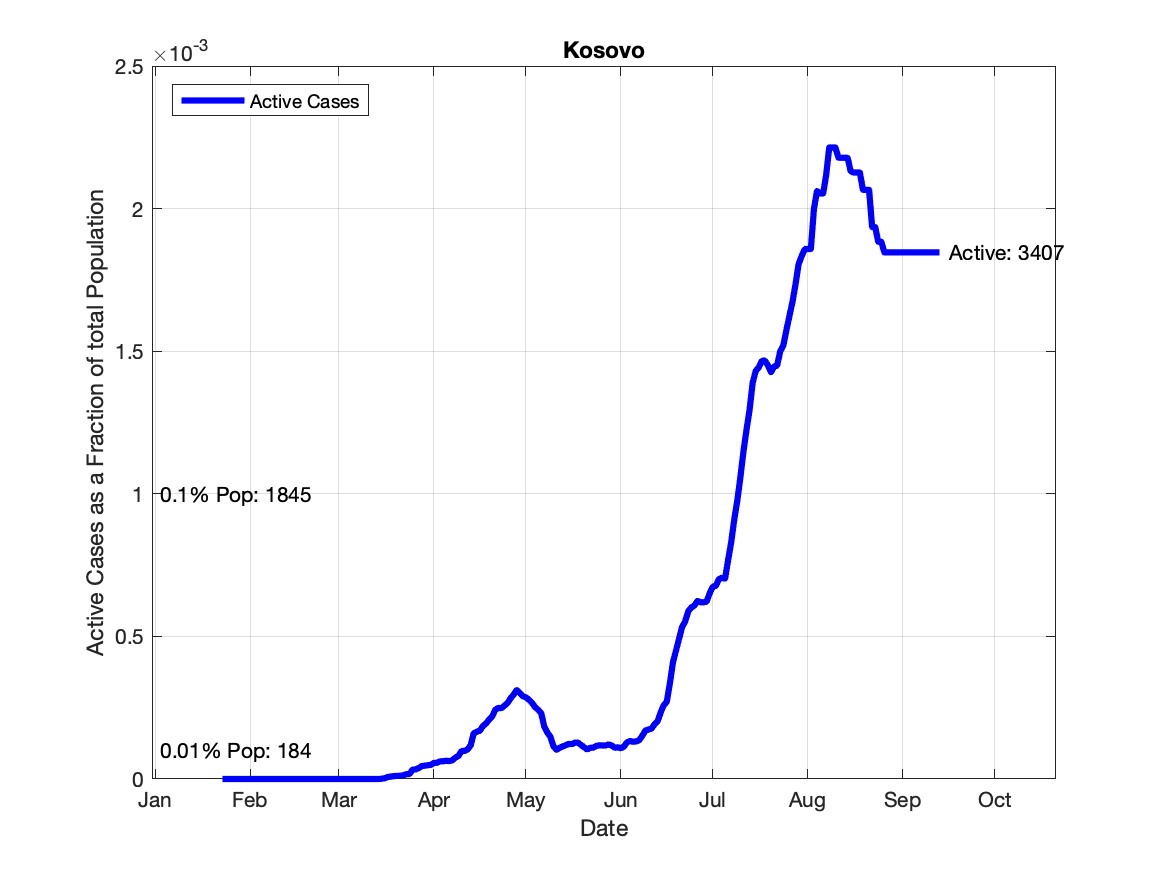 Kosovo
×10-3
Active Cases
2.5
2
1.5
1
0.5
0
Active Cases as a Fraction of total Population
Active: 3407
0.1% Pop: 1845
0.01% Pop: 184
Jan Feb Mar Apr May Jun Jul Aug Sep Oct
Date